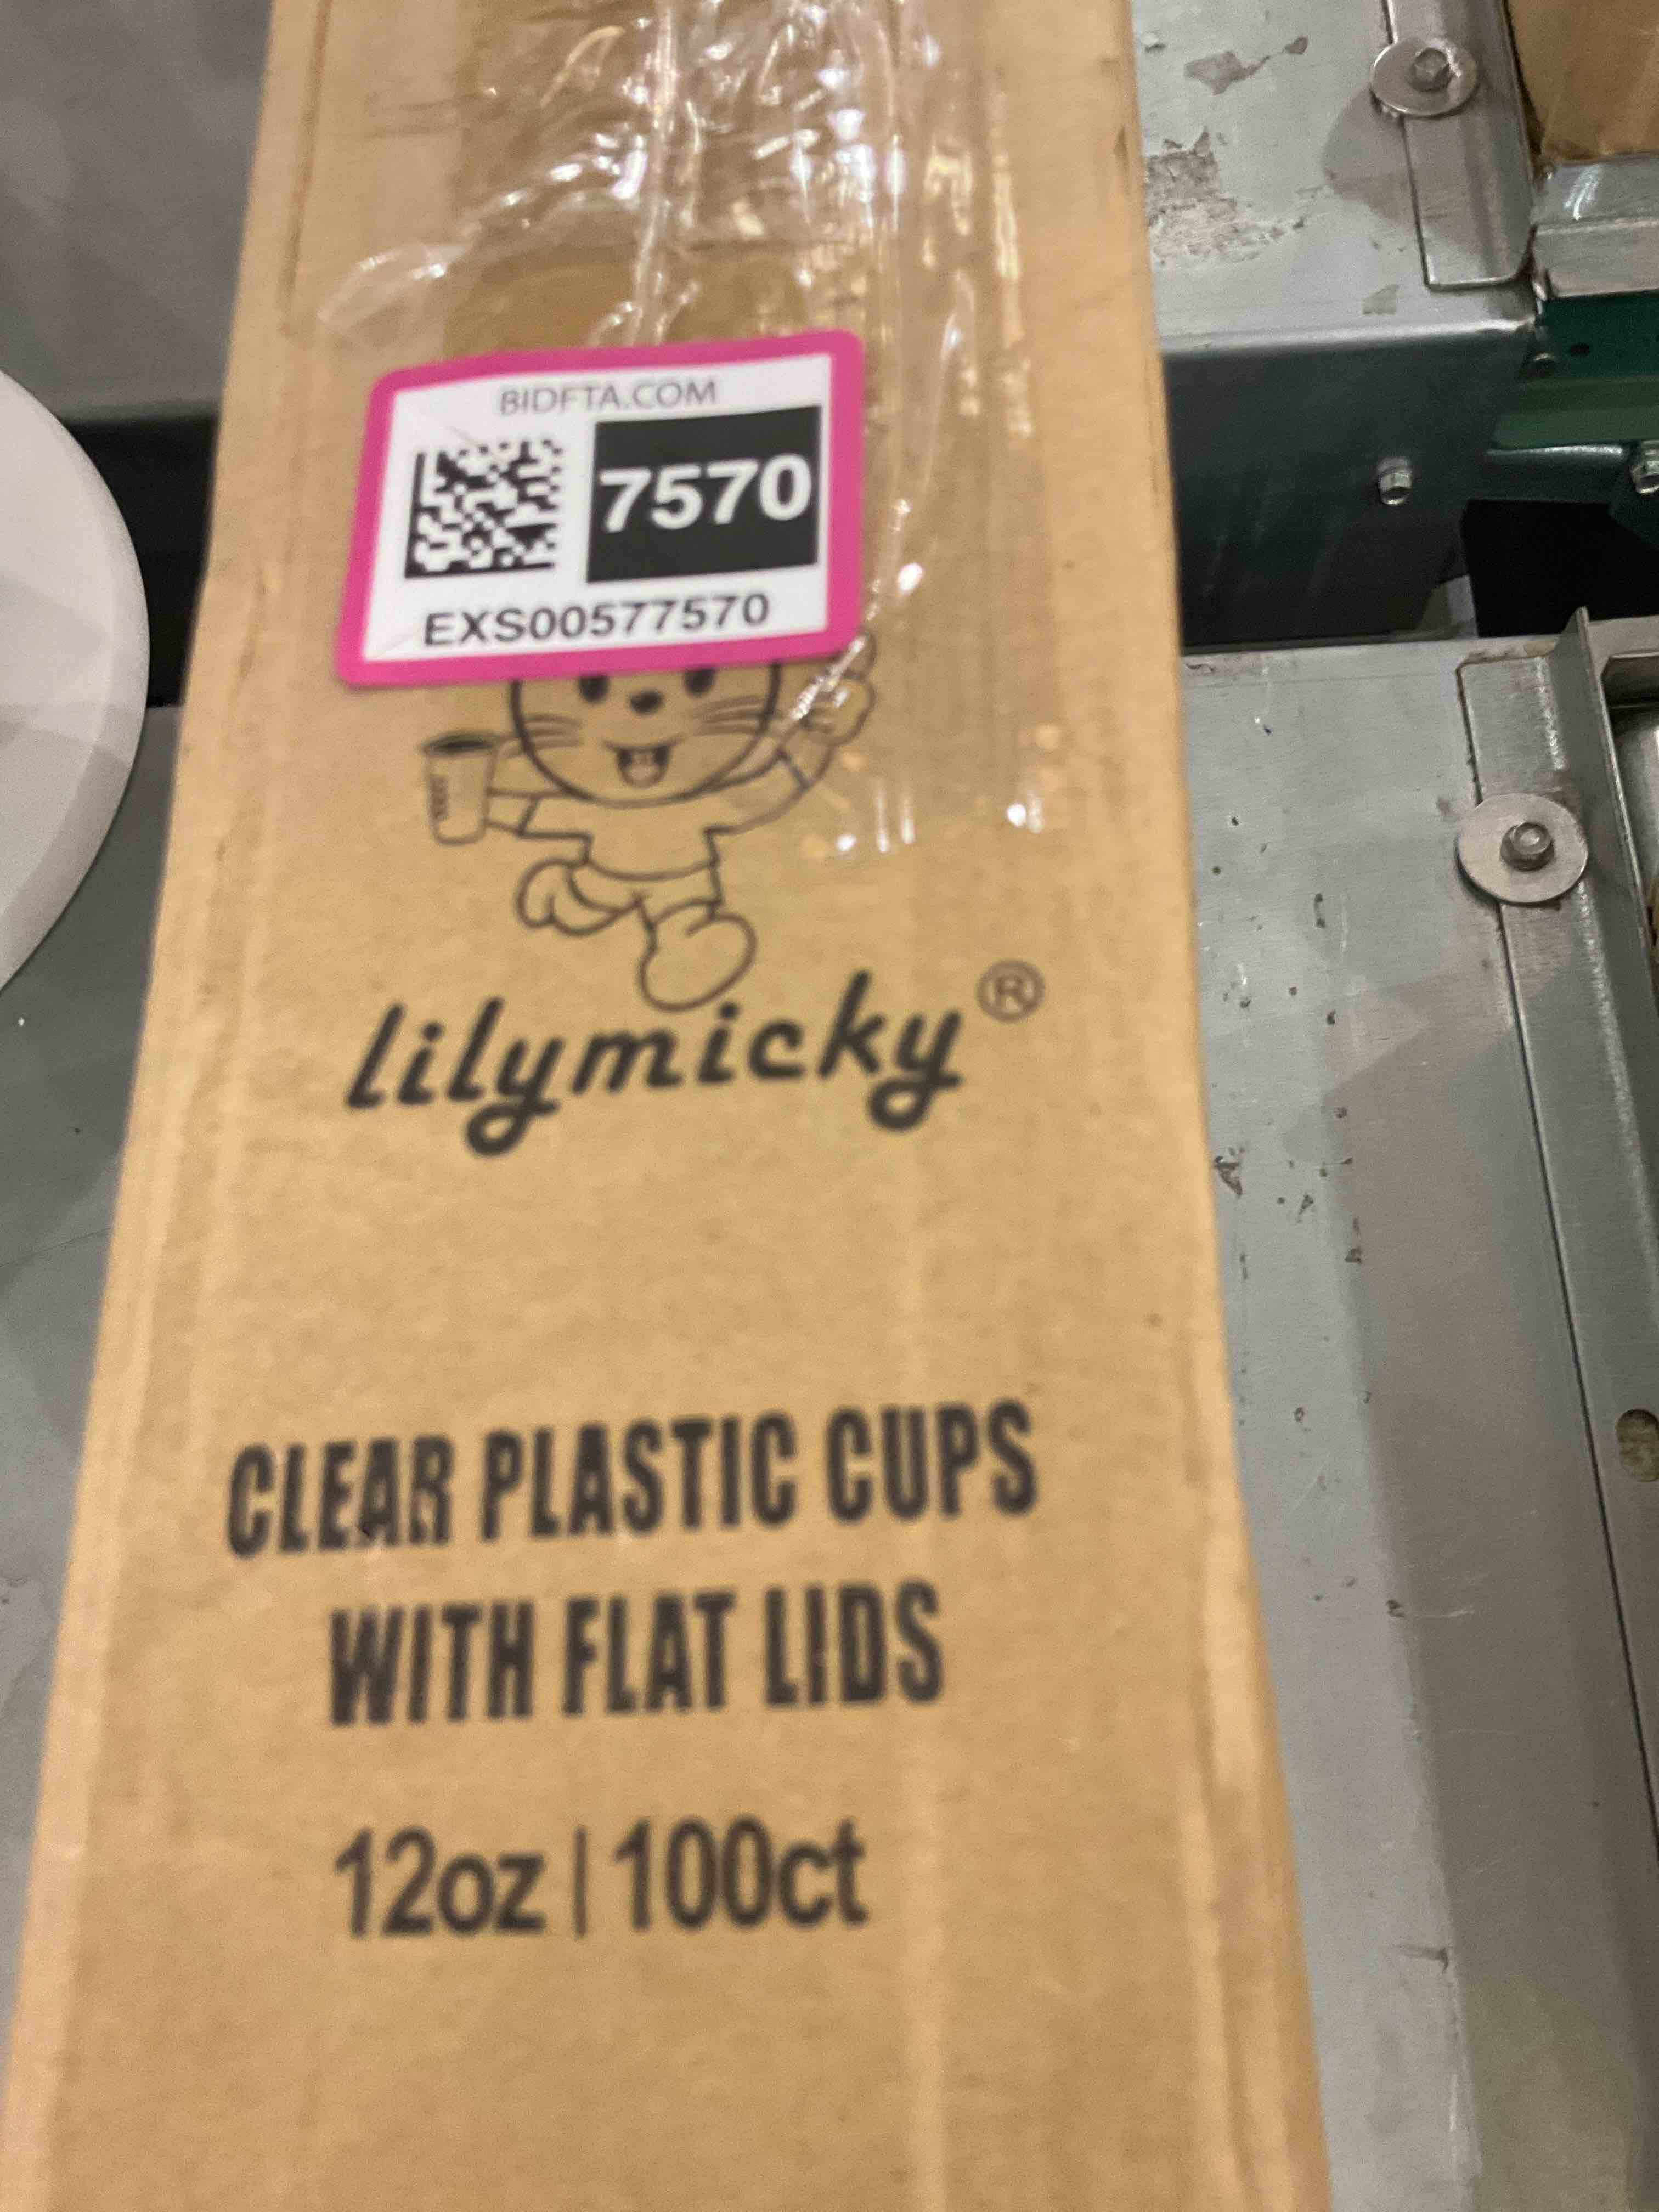 BIDFTA.COM
7570
EXS00577570
lilymicky®
CLEAR PLASTIC CUPS
WITH FLAT LIDS
12oz | 100ct